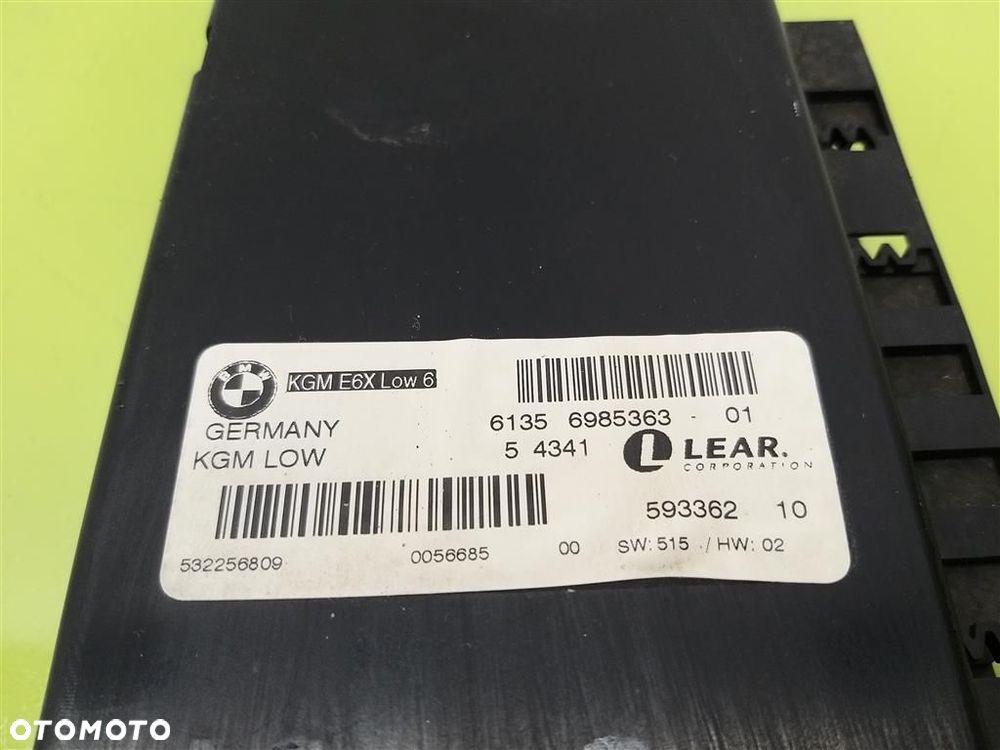 BMW
KGM E6X Low 6
GERMANY
KGM LOW
6135 6985363 - 01
5 4341
LEAR.
CORPORATION
593362 10
532256809 0056685 00 SW: 515 / HW: 02
OTOMOTO